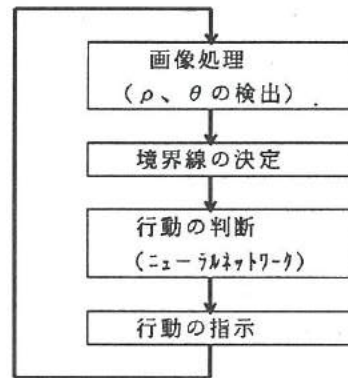 画像処理
(ρ、θの検出)
境界線の決定
行動の判断
(ﾆｭｰﾗﾙﾈｯﾄﾜｰｸ)
行動の指示